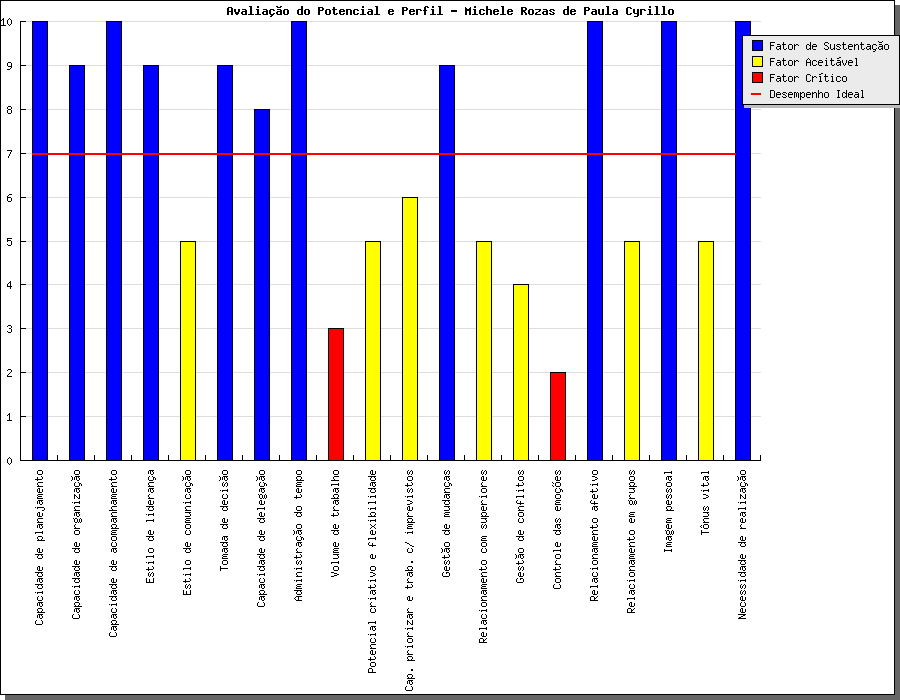 Avaliação do Potencial e Perfil - Michele Rozas de Paula Cyrillo
Fator de Sustentação
Fator Aceitável
Fator Crítico
Desempenho Ideal
10
9
8
7
6
5
4
3
2
1
0
Capacidade de planejamento
Capacidade de organização
Capacidade de acompanhamento
Estilo de liderança
Estilo de comunicação
Tomada de decisão
Capacidade de delegação
Administração do tempo
Volume de trabalho
Potencial criativo e flexibilidade
Cap. priorizar e trab. c/ imprevistos
Gestão de mudanças
Relacionamento com superiores
Gestão de conflitos
Controle das emoções
Relacionamento afetivo
Relacionamento em grupos
Imagem pessoal
Tônus vital
Necessidade de realização